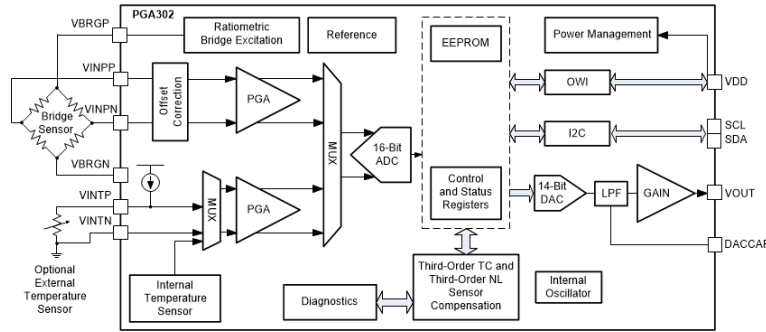 PGA302
VBRGP
Ratiometric
Bridge Excitation
Reference
EEPROM
Power Management
VINPP
VDD
Offset
Correction
PGA
OWI
VINPN
Bridge
Sensor
MUX
16-Bit
ADC
I2C
SCL
SDA
VBRGN
Control
and Status
Registers
14-Bit
DAC
LPF
GAIN
VOUT
VINTP
MUX
PGA
VINTN
DACCAP
Optional
External
Temperature
Sensor
Internal
Temperature
Sensor
Diagnostics
Third-Order TC and
Third-Order NL
Sensor
Compensation
Internal
Oscillator